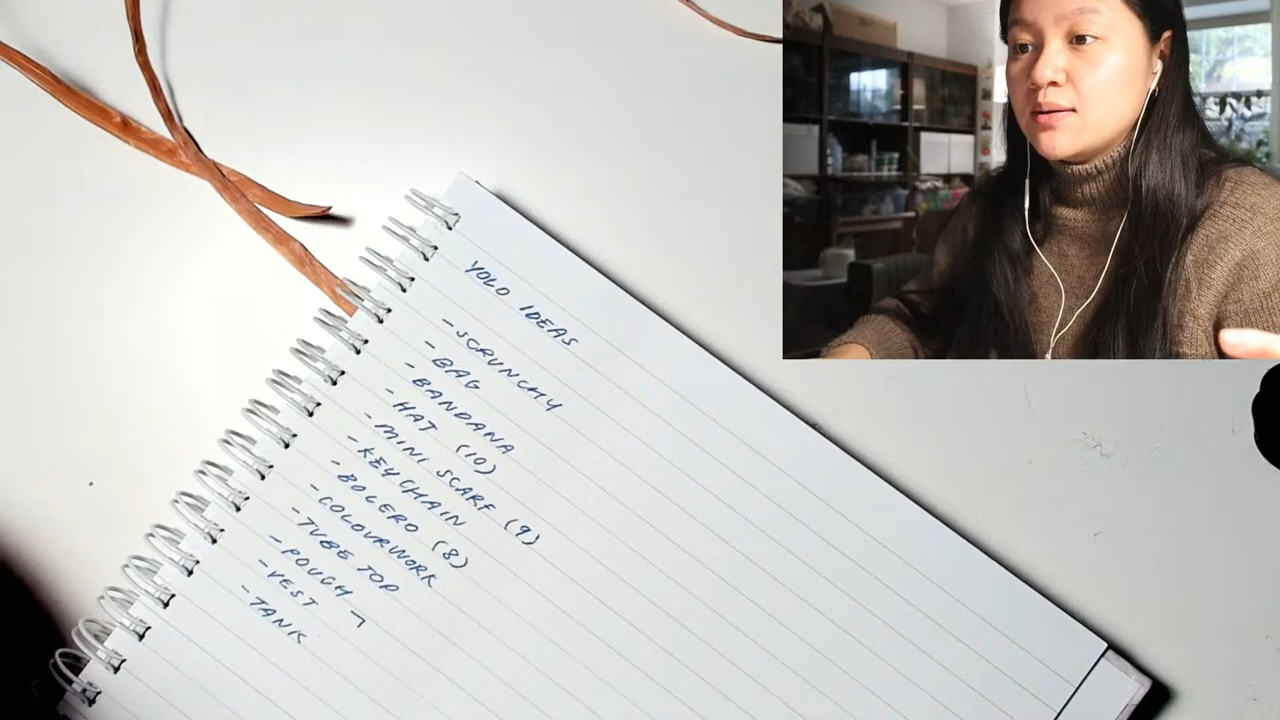 YOLO IDEAS
- SCRUNCHY
- BAG
- BANDANA
- HAT (10)
- MINI SCARF (9)
- KEYCHAIN
- BOLERO (8)
- COLOURWORK
- TUBE TOP
- POUCH 7
- VEST
- TANK